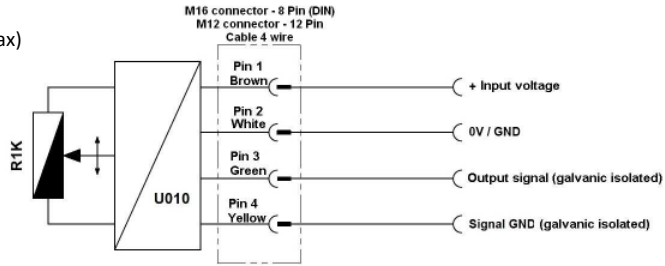 M16 connector - 8 Pin (DIN)
M12 connector - 12 Pin
Cable 4 wire
ax)
Pin 1
Brown
+ Input voltage
Pin 2
White
0V / GND
R1K
Pin 3
Green
Output signal (galvanic isolated)
U010
Pin 4
Yellow
Signal GND (galvanic isolated)